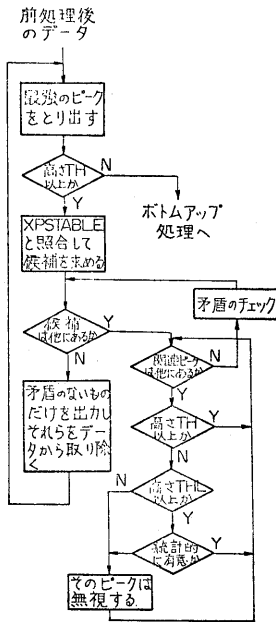 前処理後
のデータ
最強のピーク
をとり出す
高さTH
以上か
N
Y
ボトムアップ
処理へ
XPSTABLE
と照合して
候補を求める
矛盾のチェック
候補
は他にあるか
Y
N
関連ピーク
は他にあるか
N
Y
矛盾のないもの
だけを出力し
それらをデー
タから取り除
く
高さTH
以上か
Y
N
高さTHL
以上か
N
Y
統計的
に有意か
Y
そのピークは
無視する